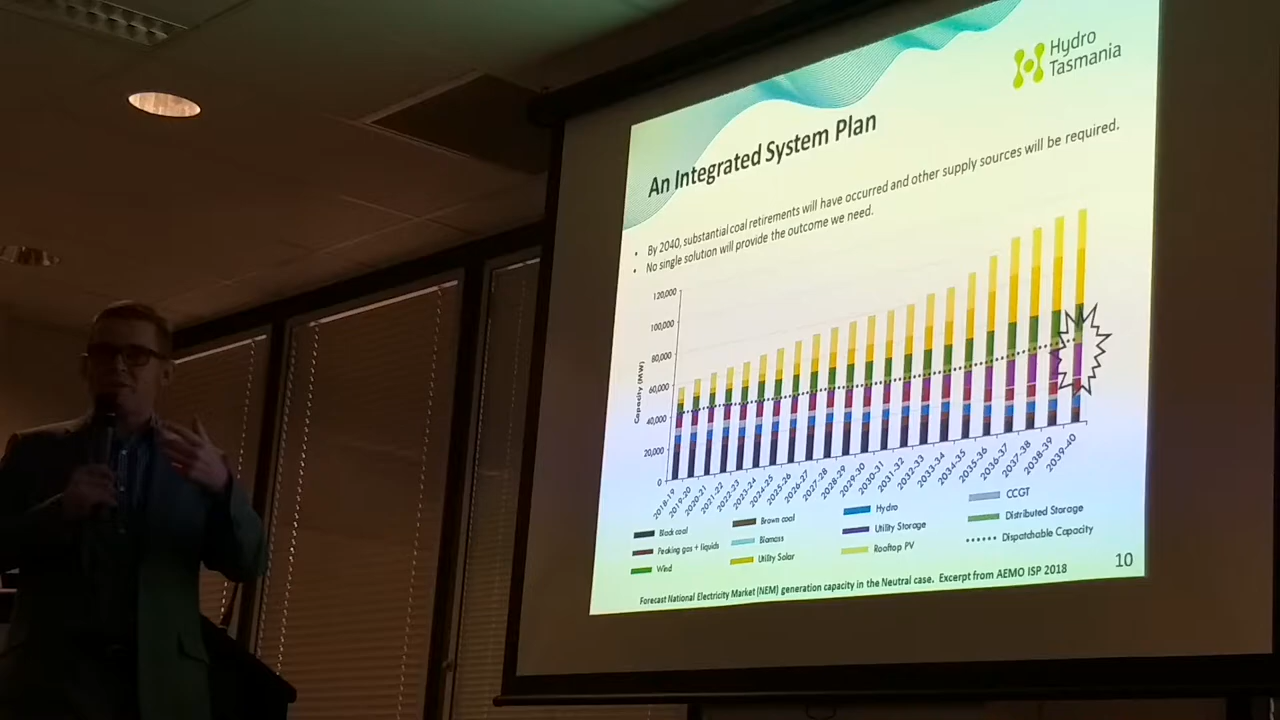 Hydro
Tasmania
An Integrated System Plan
• By 2040, substantial coal retirements will have occurred and other supply sources will be required.
• No single solution will provide the outcome we need.
Capacity (MW)
120,000
100,000
80,000
60,000
40,000
20,000
0
2018-19
2019-20
2020-21
2021-22
2022-23
2023-24
2024-25
2025-26
2026-27
2027-28
2028-29
2029-30
2030-31
2031-32
2032-33
2033-34
2034-35
2035-36
2036-37
2037-38
2038-39
2039-40
Black coal
Brown coal
Hydro
CCGT
Peaking gas + liquids
Biomass
Utility Storage
Distributed Storage
Wind
Utility Solar
Rooftop PV
Dispatchable Capacity
Forecast National Electricity Market (NEM) generation capacity in the Neutral case. Excerpt from AEMO ISP 2018
10